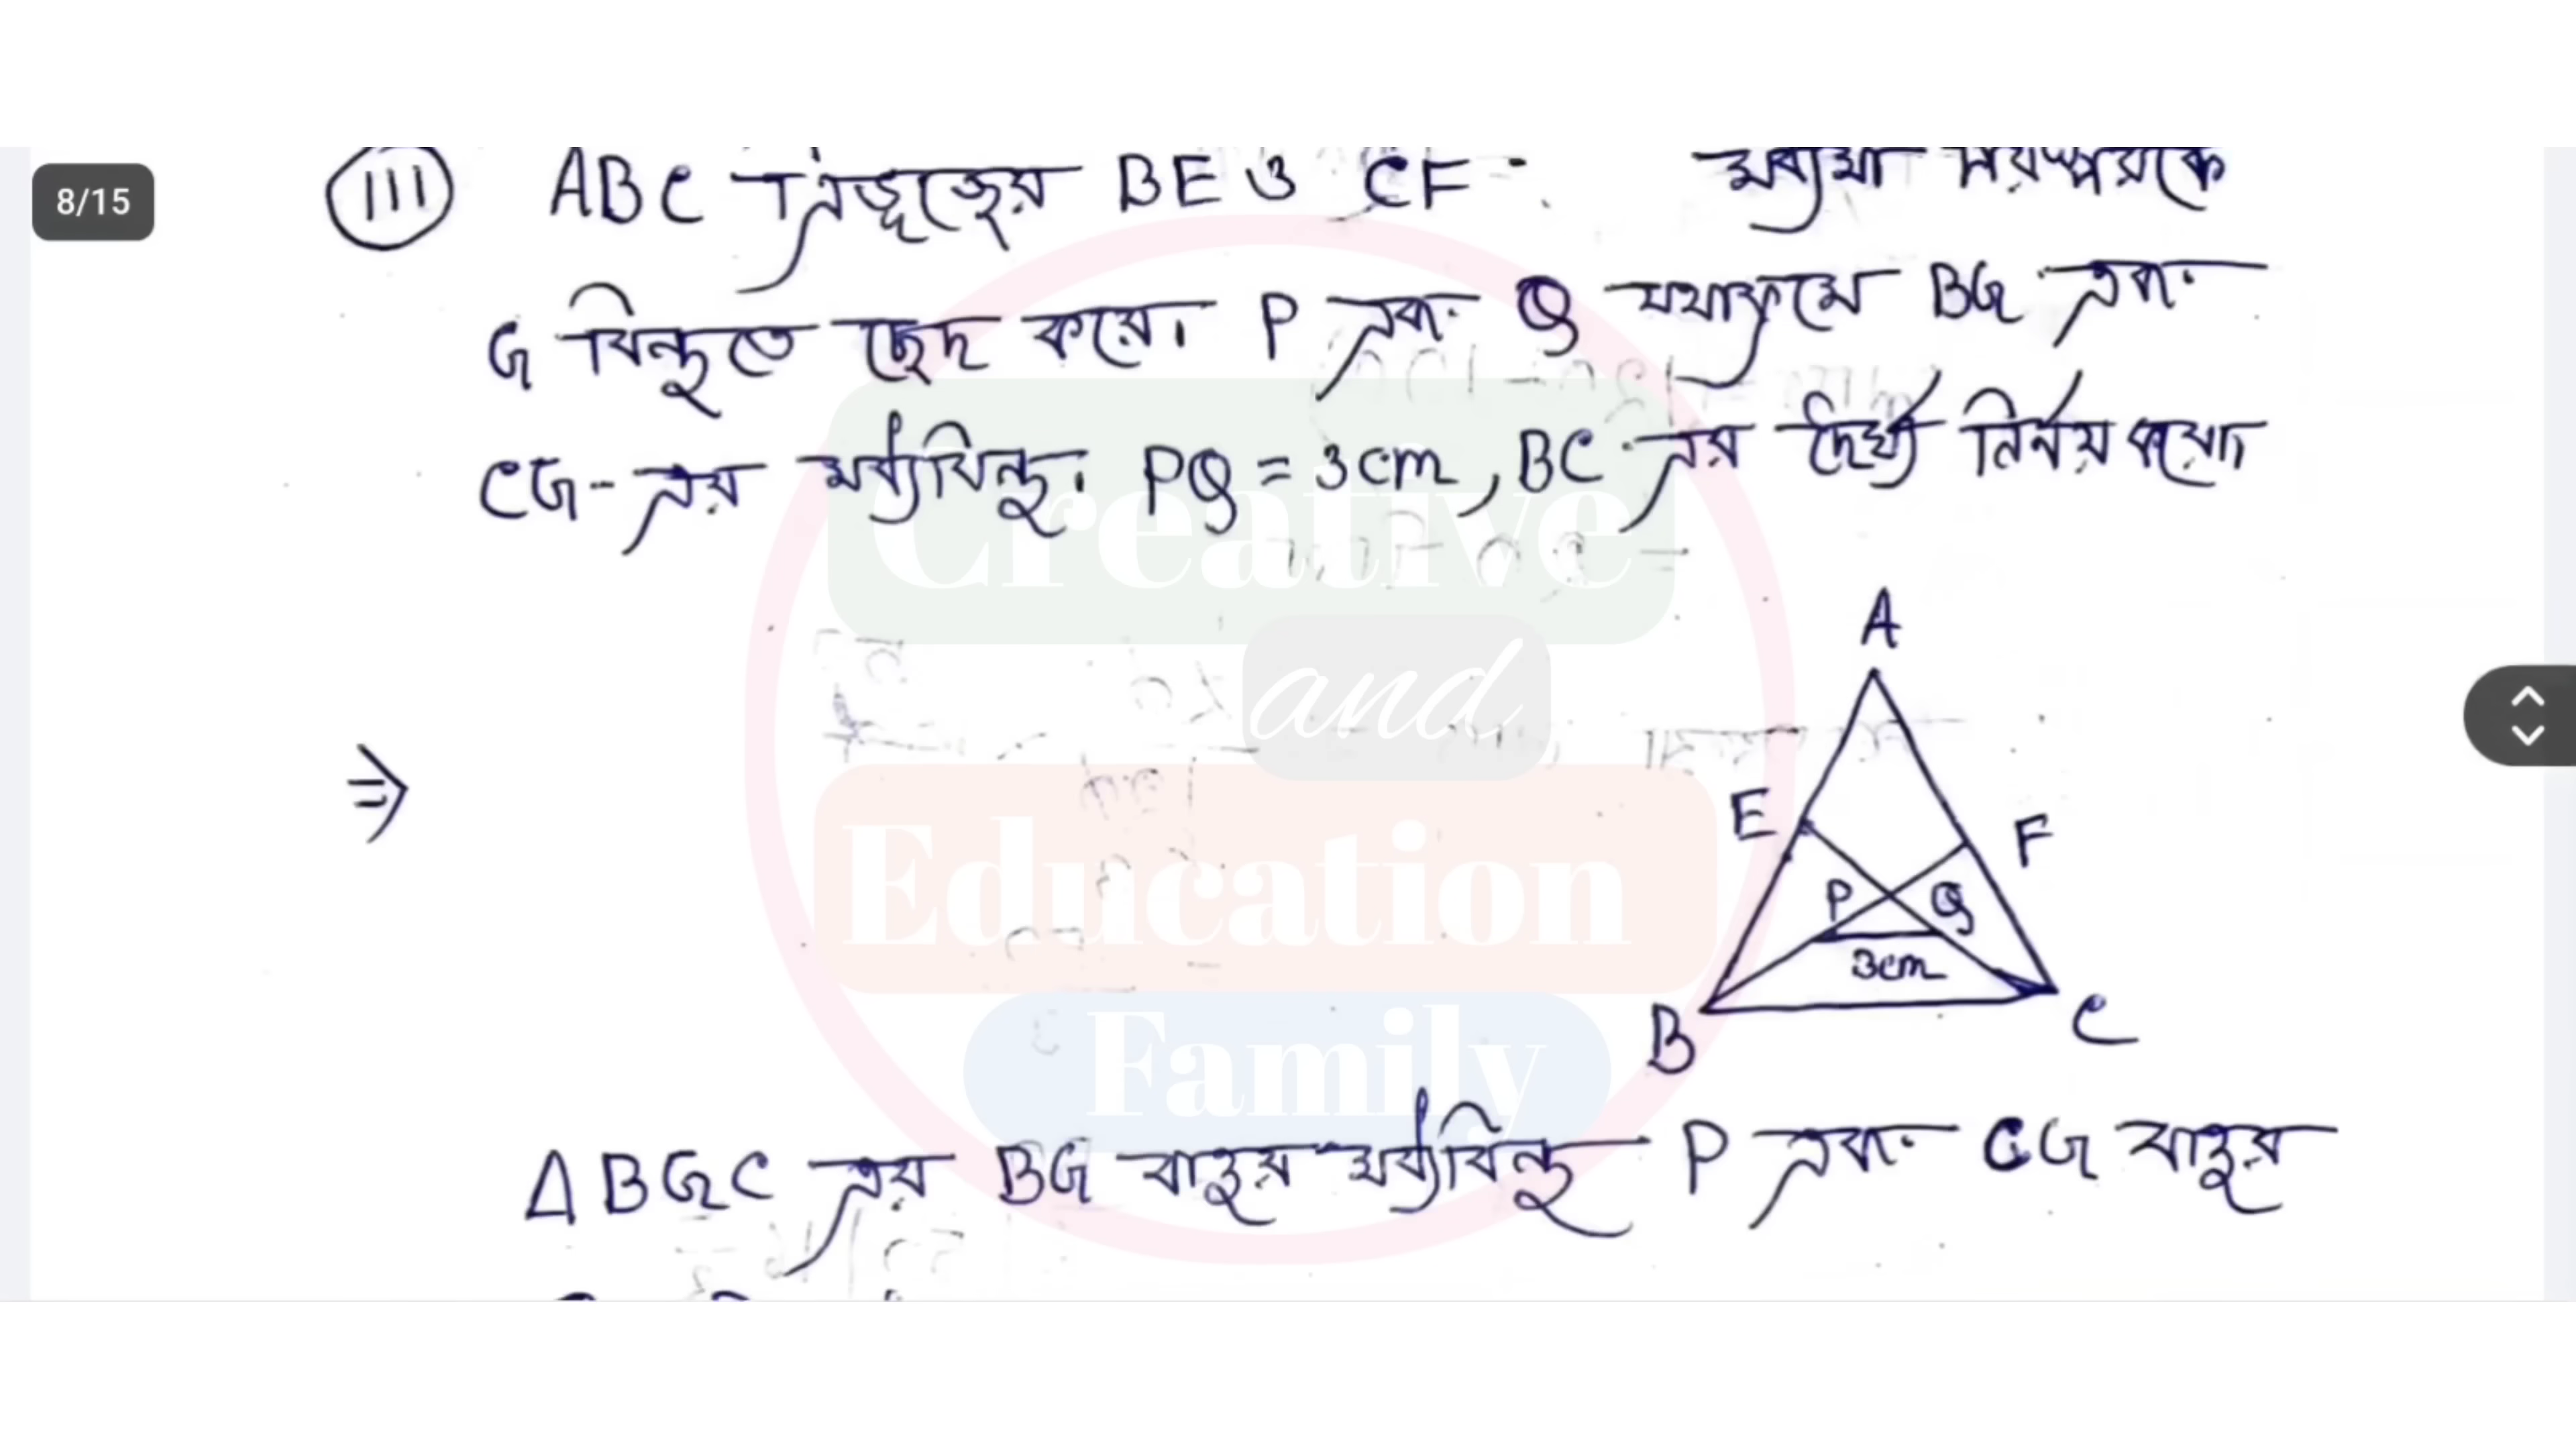 8/15
(III) ABC ত্রিভুজের BE ও CF মধ্যমা পরস্পরকে
G বিন্দুতে ছেদ করে। P এবং Q যথাক্রমে BG এবং
CG-এর মধ্যবিন্দু। PQ = 3cm, BC এর দৈর্ঘ্য নির্ণয় করো।
Creative
and
Education
Family
⇒
A
E
F
P
Q
3cm
B
C
Δ BGC এর BG বাহুর মধ্যবিন্দু P এবং CG বাহুর